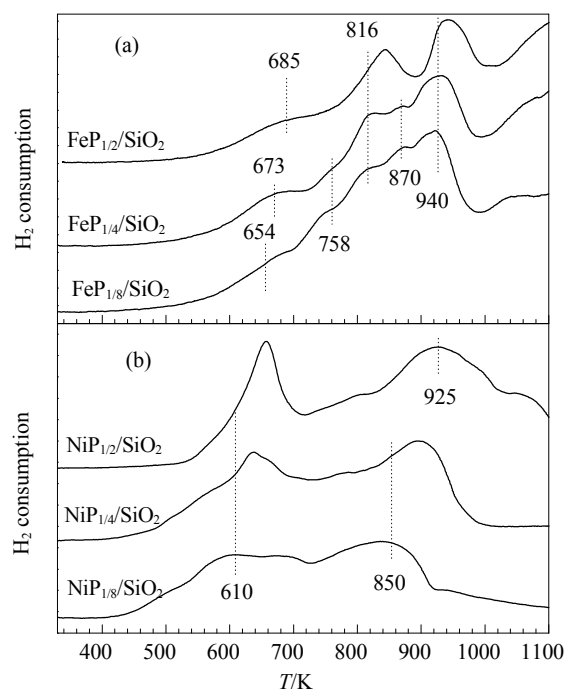 (a)
816
685
FeP1/2/SiO2
673
FeP1/4/SiO2
870
940
654
758
FeP1/8/SiO2
H2 consumption
(b)
925
NiP1/2/SiO2
NiP1/4/SiO2
NiP1/8/SiO2
610
850
H2 consumption
400 500 600 700 800 900 1000 1100
T/K